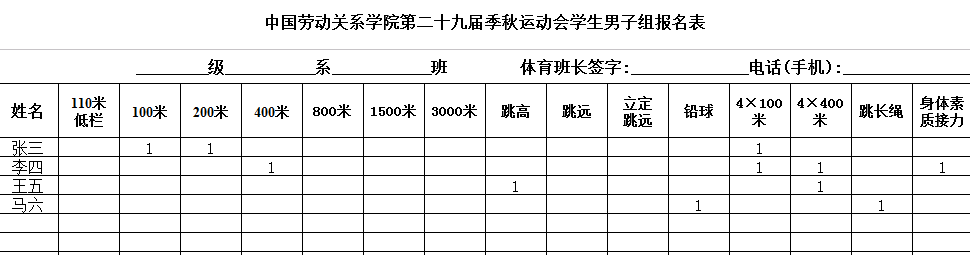 中国劳动关系学院第二十九届季秋运动会学生男子组报名表
级 系 班 体育班长签字: 电话(手机):
姓名 110米低栏 100米 200米 400米 800米 1500米 3000米 跳高 跳远 立定跳远 铅球 4×100米 4×400米 跳长绳 身体素质接力
张三 1 1 1
李四 1 1 1 1
王五 1 1
马六 1 1